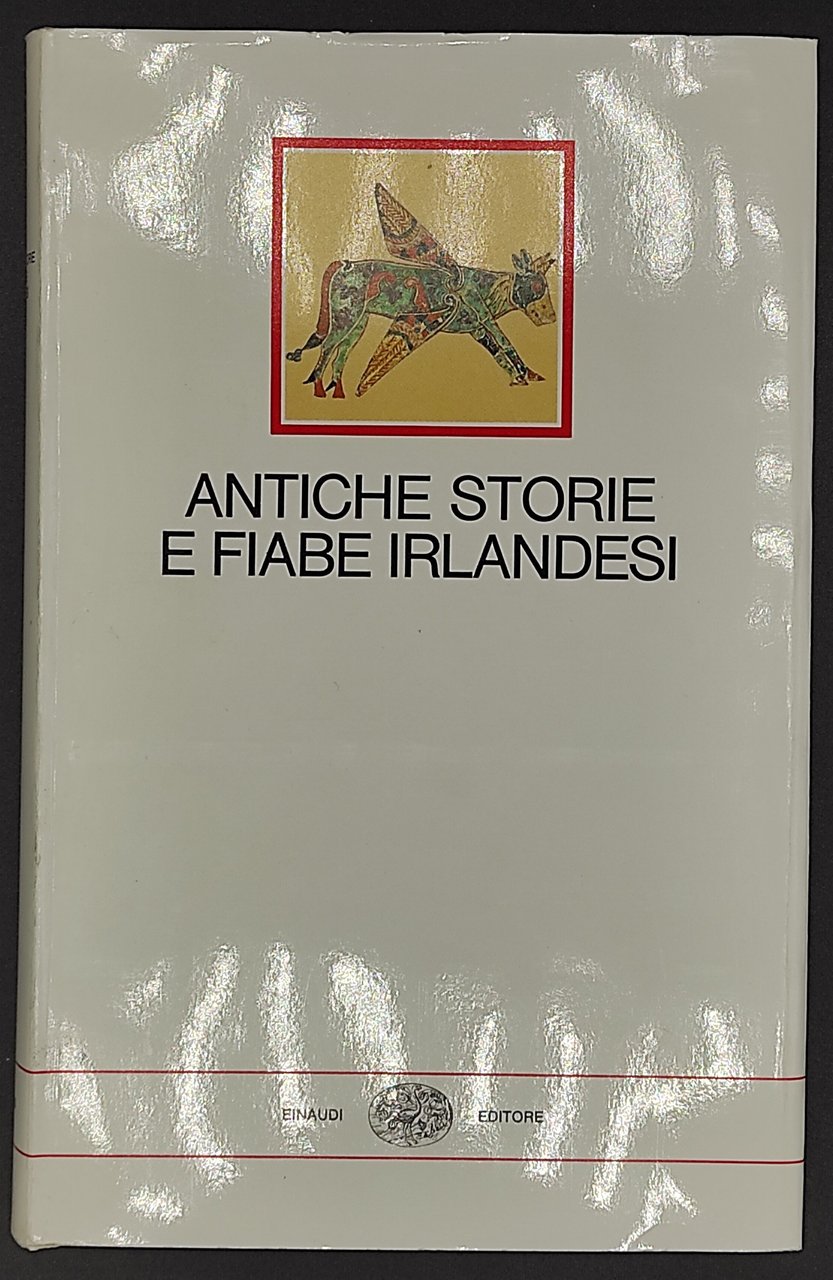 ANTICHE STORIE
E FIABE IRLANDESI
EINAUDI EDITORE